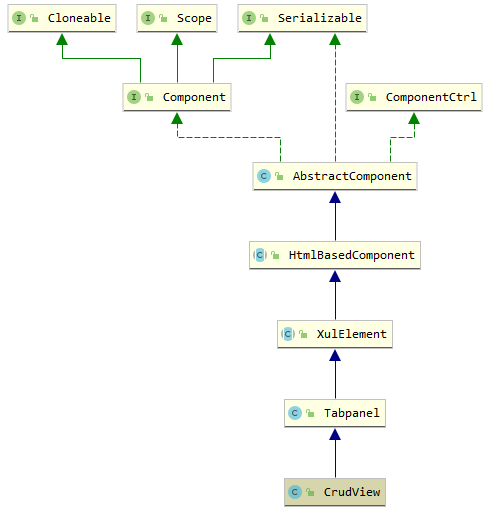 I Cloneable I Scope I Serializable
I Component I ComponentCtrl
C AbstractComponent
C HtmlBasedComponent
C XulElement
C Tabpanel
C CrudView